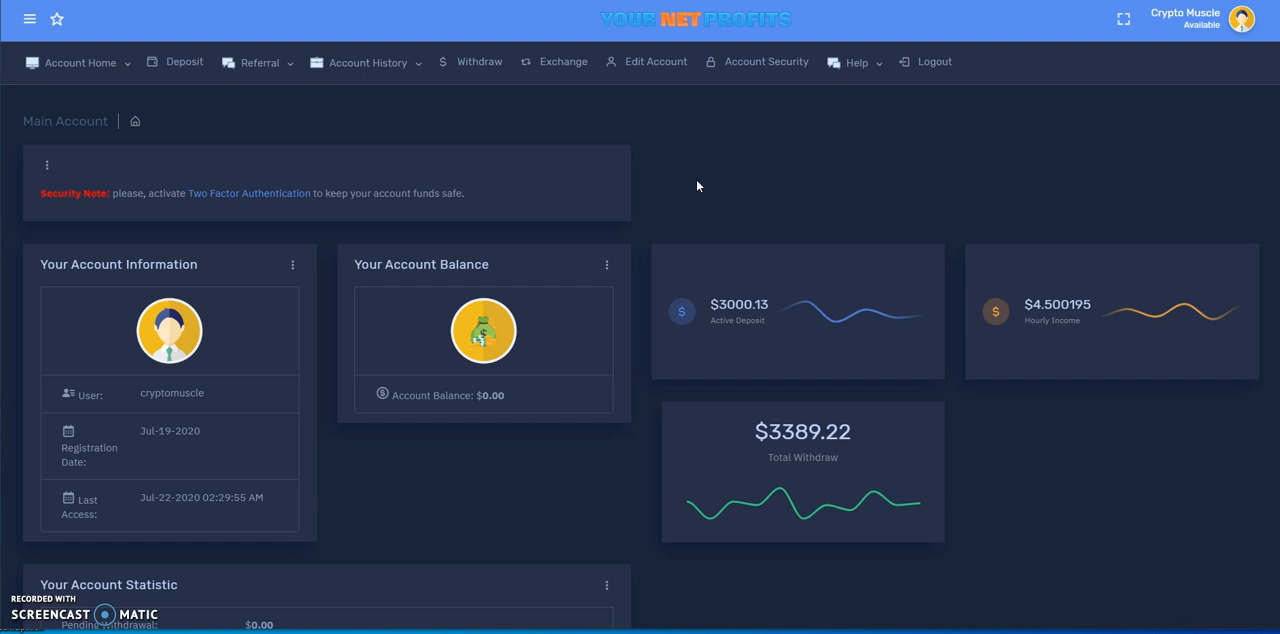 YOUR NET PROFITS
Crypto Muscle
Available
Account Home
Deposit
Referral
Account History
Withdraw
Exchange
Edit Account
Account Security
Help
Logout
Main Account
Security Note: please, activate Two Factor Authentication to keep your account funds safe.
Your Account Information
User: cryptomuscle
Registration Date: Jul-19-2020
Last Access: Jul-22-2020 02:29:55 AM
Your Account Balance
Account Balance: $0.00
$3000.13
Active Deposit
$4.500195
Hourly Income
$3389.22
Total Withdraw
Your Account Statistic
Pending Withdrawal: $0.00
RECORDED WITH
SCREENCAST MATIC